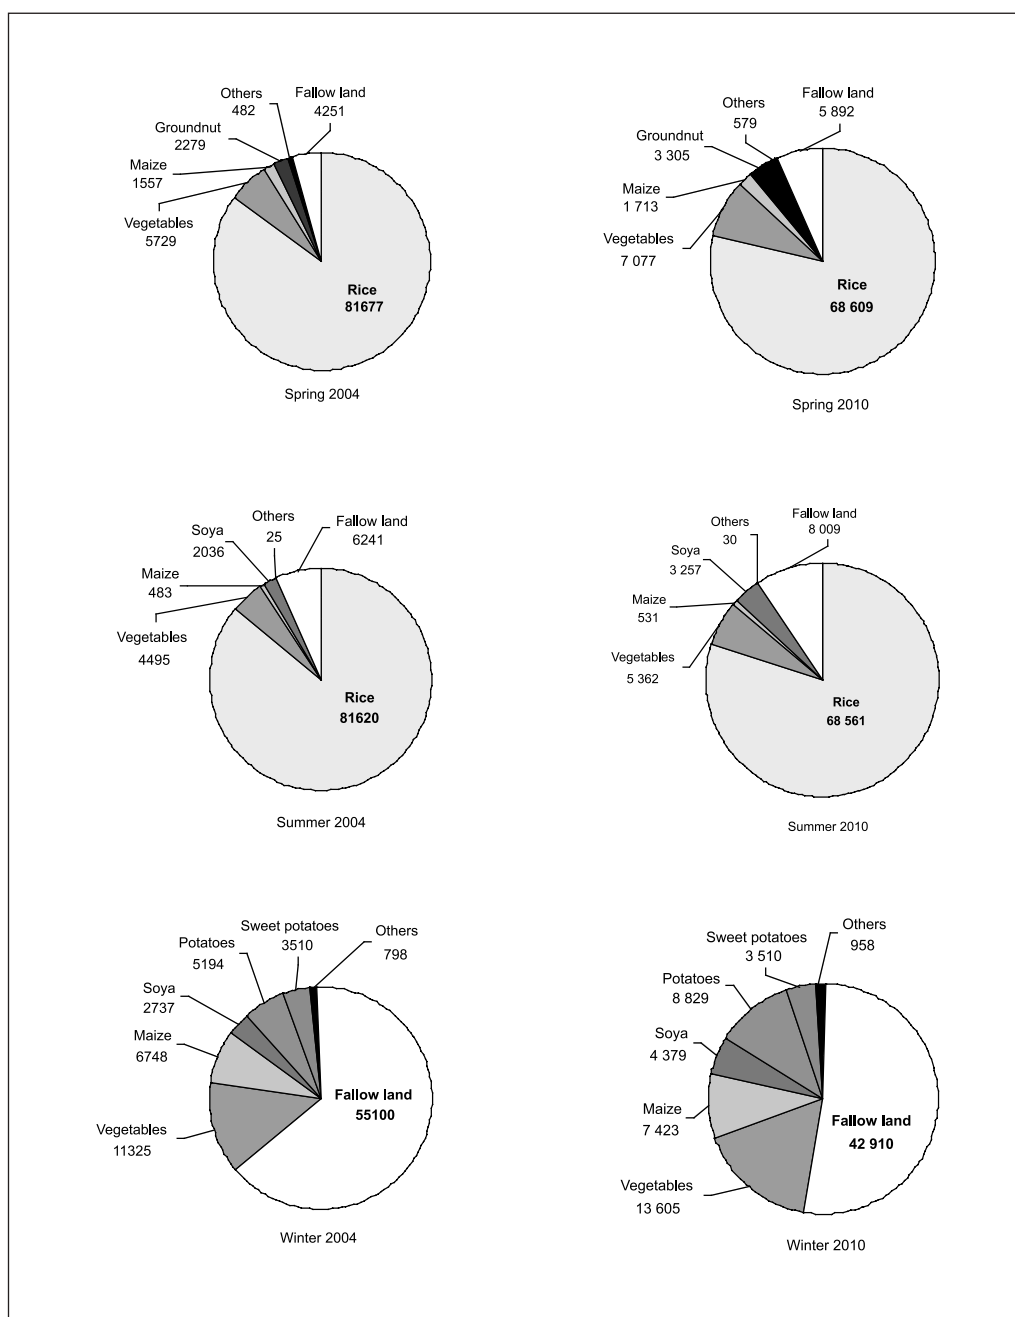 Others
482
Fallow land
4251
Groundnut
2279
Maize
1557
Vegetables
5729
Rice
81677
Spring 2004
Others
579
Fallow land
5 892
Groundnut
3 305
Maize
1 713
Vegetables
7 077
Rice
68 609
Spring 2010
Others
25
Fallow land
6241
Soya
2036
Maize
483
Vegetables
4495
Rice
81620
Summer 2004
Others
30
Fallow land
8 009
Soya
3 257
Maize
531
Vegetables
5 362
Rice
68 561
Summer 2010
Sweet potatoes
3510
Others
798
Potatoes
5194
Soya
2737
Maize
6748
Vegetables
11325
Fallow land
55100
Winter 2004
Others
958
Sweet potatoes
3 510
Potatoes
8 829
Soya
4 379
Maize
7 423
Vegetables
13 605
Fallow land
42 910
Winter 2010